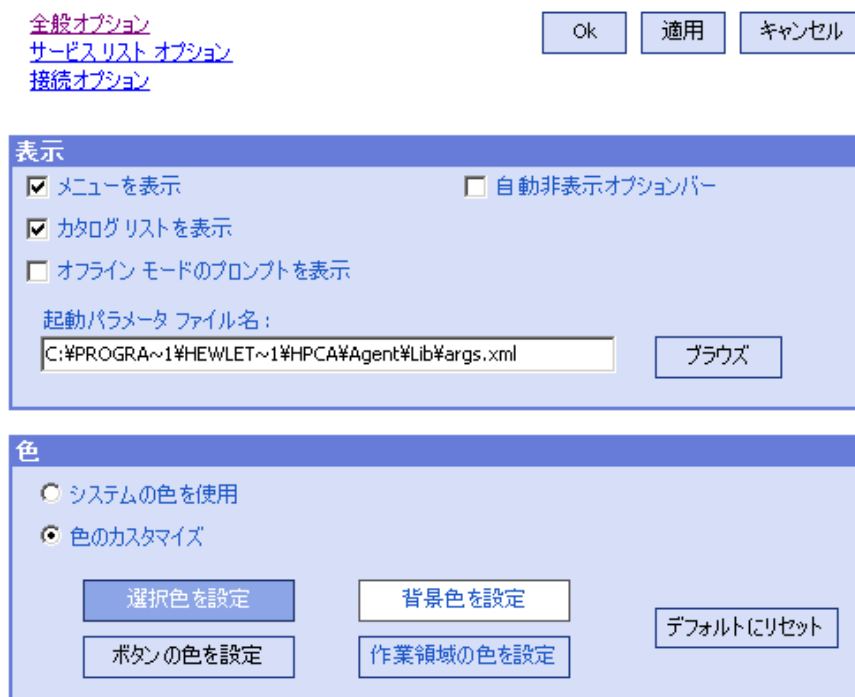 全般オプション
サービス リスト オプション
接続オプション
Ok 適用 キャンセル
表示
メニューを表示 自動非表示オプションバー
カタログ リストを表示
オフライン モードのプロンプトを表示
起動パラメータ ファイル名 :
C:¥PROGRA~1¥HEWLET~1¥HPCA¥Agent¥Lib¥args.xml ブラウズ
色
システムの色を使用
色のカスタマイズ
選択色を設定 背景色を設定
デフォルトにリセット
ボタンの色を設定 作業領域の色を設定